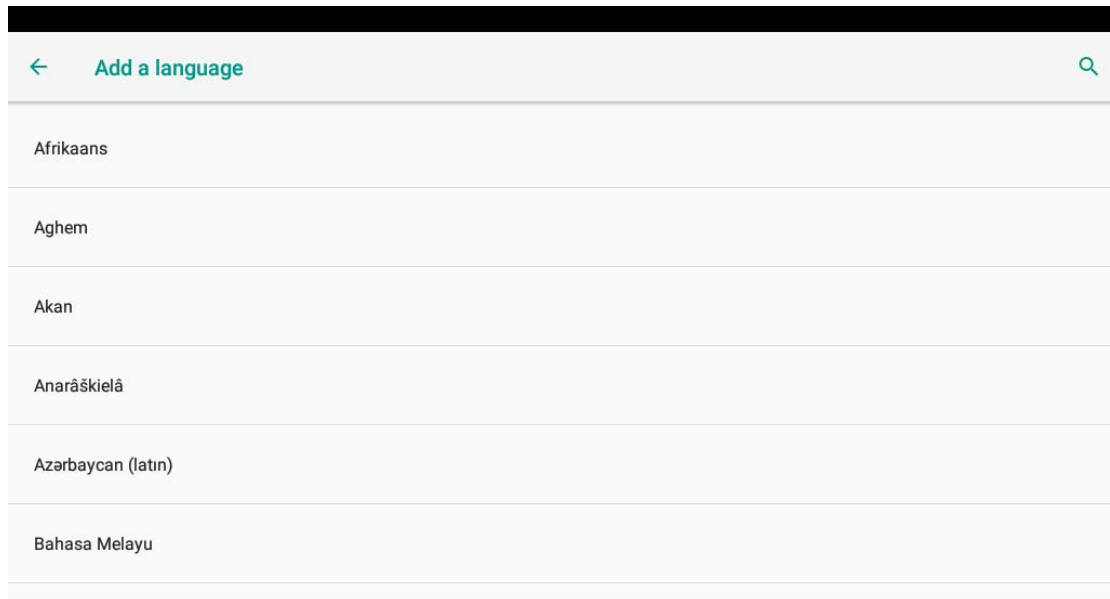 Add a language
Afrikaans
Aghem
Akan
Anarâškielâ
Azərbaycan (latın)
Bahasa Melayu